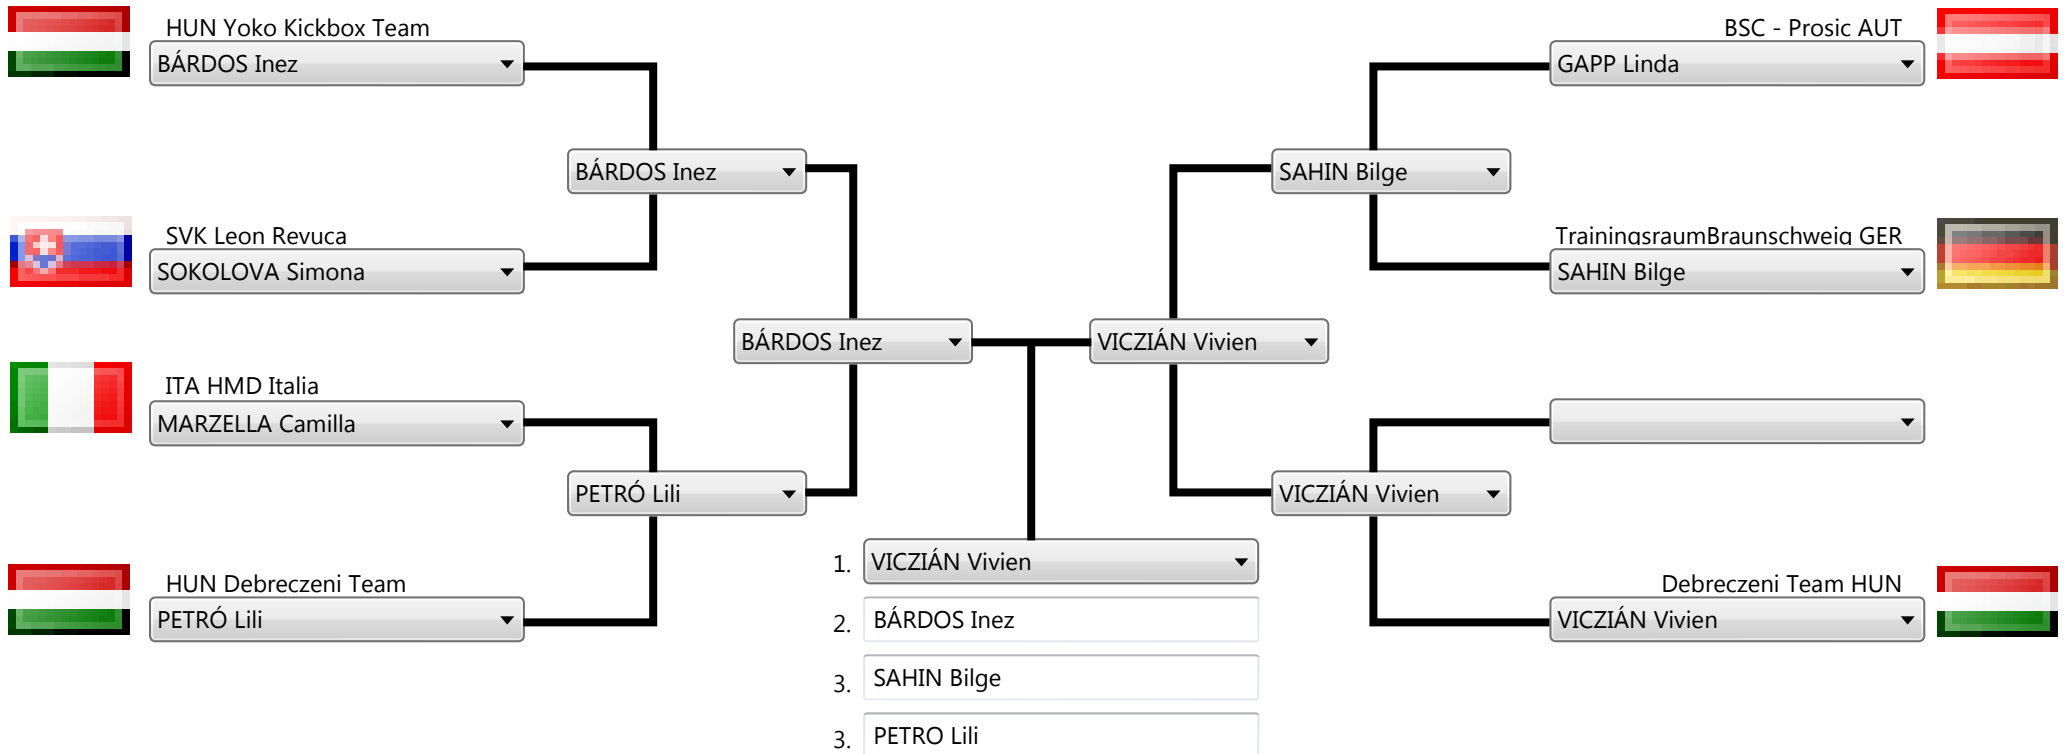 HUN Yoko Kickbox Team
BÁRDOS Inez
BSC - Prosic AUT
GAPP Linda
BÁRDOS Inez
SAHIN Bilge
SVK Leon Revuca
SOKOLOVA Simona
TrainingsraumBraunschweig GER
SAHIN Bilge
BÁRDOS Inez
VICZIÁN Vivien
ITA HMD Italia
MARZELLA Camilla
PETRÓ Lili
VICZIÁN Vivien
HUN Debreczeni Team
PETRÓ Lili
Debreczeni Team HUN
VICZIÁN Vivien
1. VICZIÁN Vivien
2. BÁRDOS Inez
3. SAHIN Bilge
3. PETRO Lili